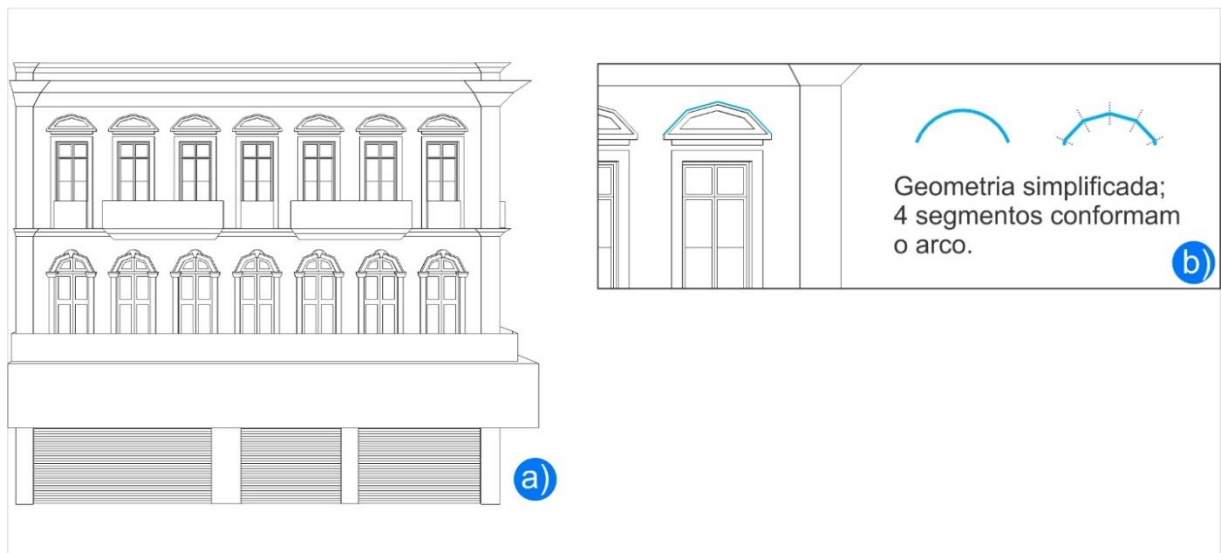 Geometria simplificada;
4 segmentos conformam
o arco.
b)
a)